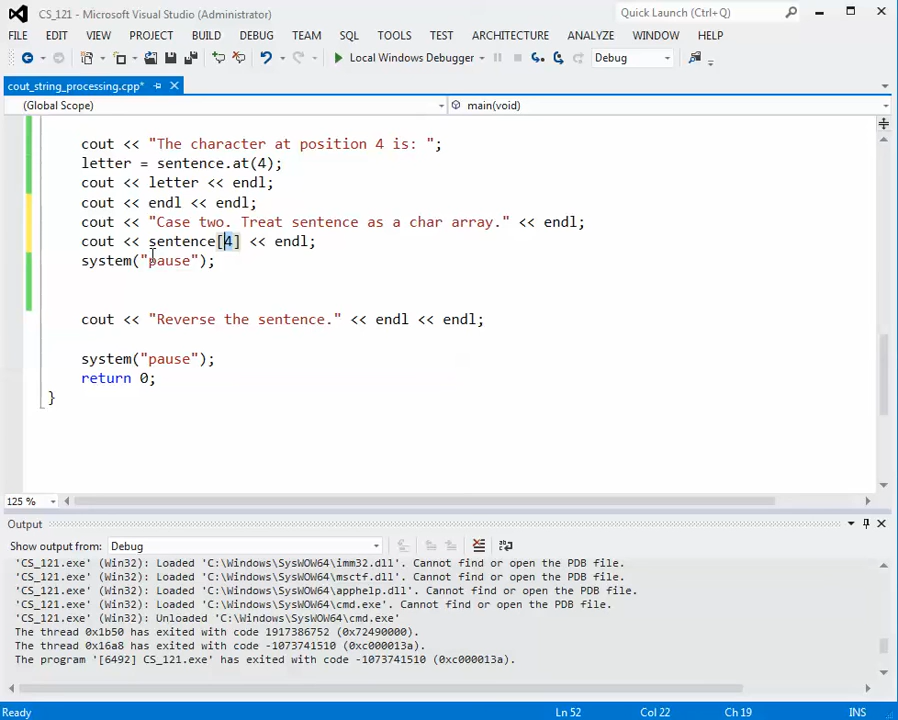 CS_121 - Microsoft Visual Studio (Administrator)
Quick Launch (Ctrl+Q)
FILE EDIT VIEW PROJECT BUILD DEBUG TEAM SQL TOOLS TEST ARCHITECTURE ANALYZE WINDOW HELP
Local Windows Debugger Debug
cout_string_processing.cpp*
(Global Scope) main(void)
cout << "The character at position 4 is: ";
letter = sentence.at(4);
cout << letter << endl;
cout << endl << endl;
cout << "Case two. Treat sentence as a char array." << endl;
cout << sentence[4] << endl;
system("pause");
cout << "Reverse the sentence." << endl << endl;
system("pause");
return 0;
}
125 %
Output
Show output from: Debug
'CS_121.exe' (Win32): Loaded 'C:\Windows\SysWOW64\imm32.dll'. Cannot find or open the PDB file.
'CS_121.exe' (Win32): Loaded 'C:\Windows\SysWOW64\msctf.dll'. Cannot find or open the PDB file.
'CS_121.exe' (Win32): Loaded 'C:\Windows\SysWOW64\apphelp.dll'. Cannot find or open the PDB file.
'CS_121.exe' (Win32): Loaded 'C:\Windows\SysWOW64\cmd.exe'. Cannot find or open the PDB file.
'CS_121.exe' (Win32): Unloaded 'C:\Windows\SysWOW64\cmd.exe'
The thread 0x1b50 has exited with code 1917386752 (0x72490000).
The thread 0x16a8 has exited with code -1073741510 (0xc000013a).
The program '[6492] CS_121.exe' has exited with code -1073741510 (0xc000013a).
Ready Ln 52 Col 22 Ch 19 INS